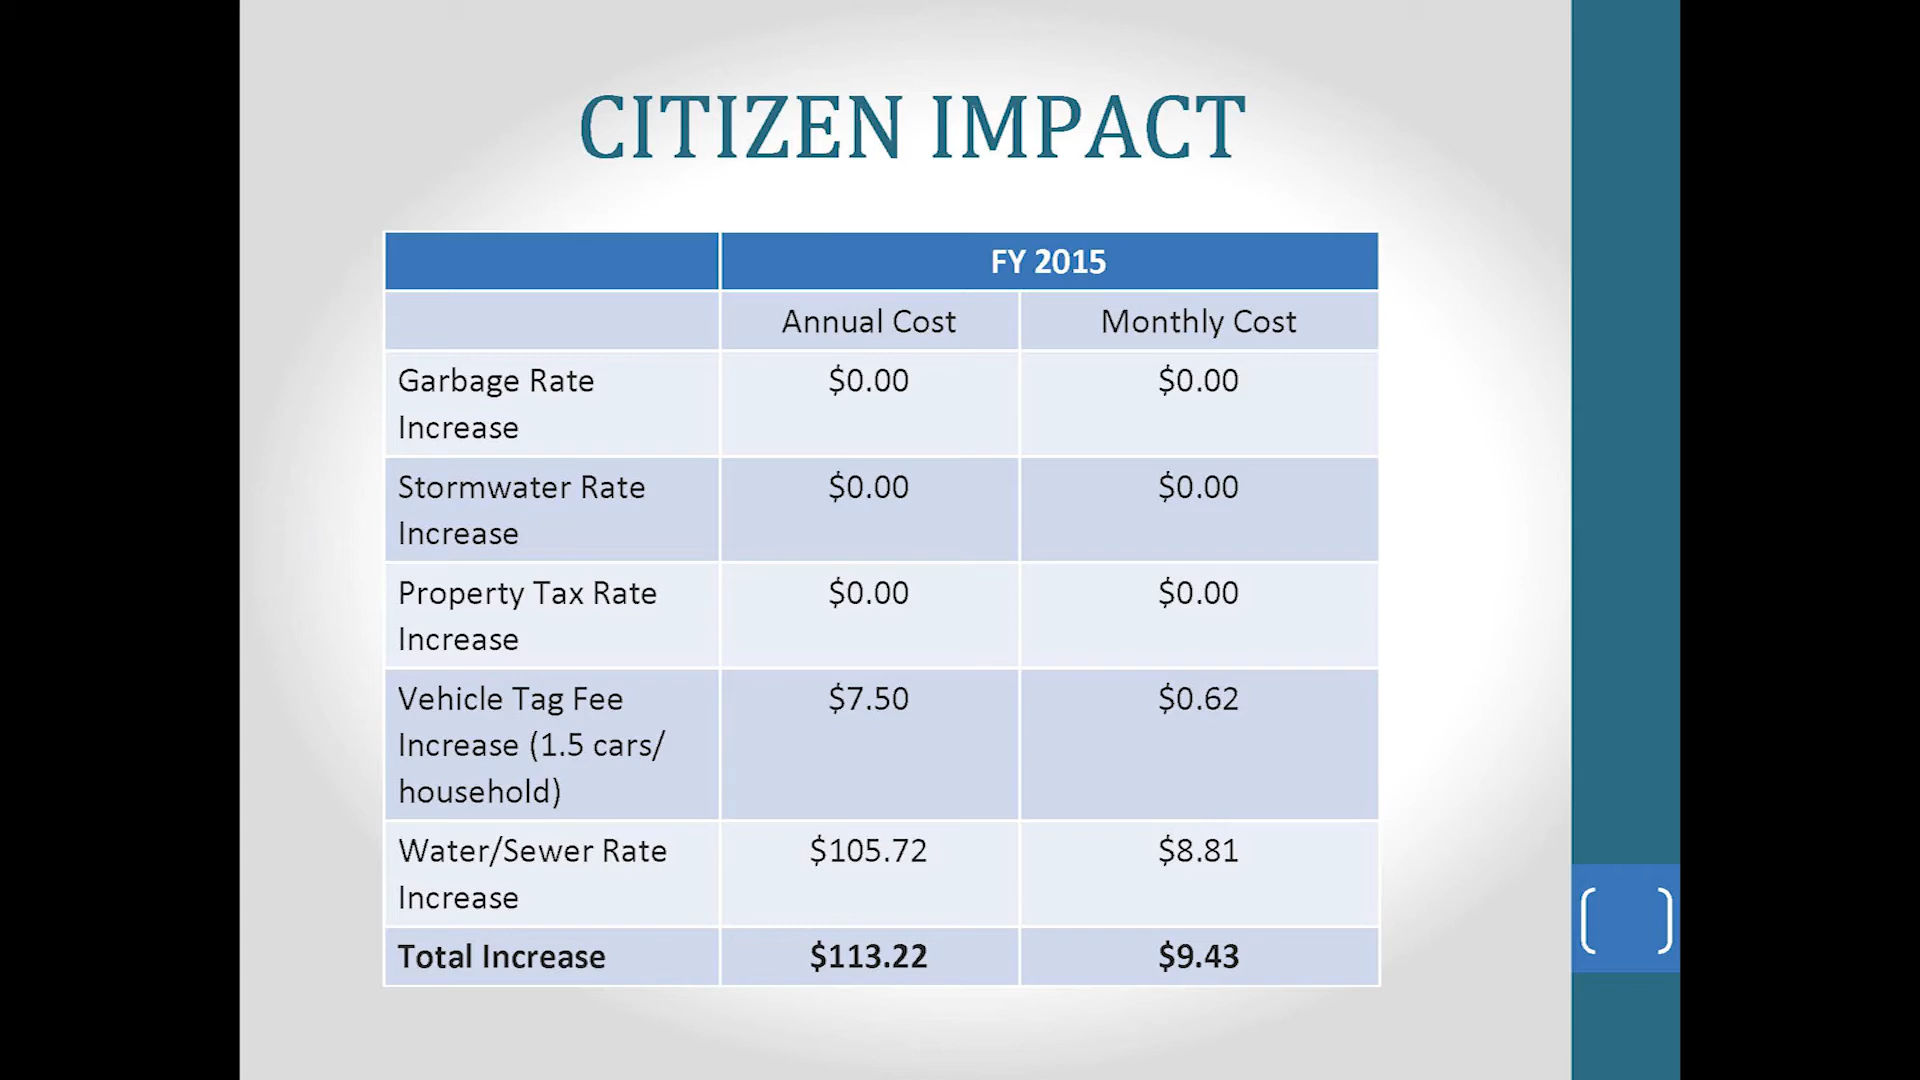 CITIZEN IMPACT
FY 2015
Annual Cost Monthly Cost
Garbage Rate $0.00 $0.00
Increase
Stormwater Rate $0.00 $0.00
Increase
Property Tax Rate $0.00 $0.00
Increase
Vehicle Tag Fee $7.50 $0.62
Increase (1.5 cars/
household)
Water/Sewer Rate $105.72 $8.81
Increase
Total Increase $113.22 $9.43